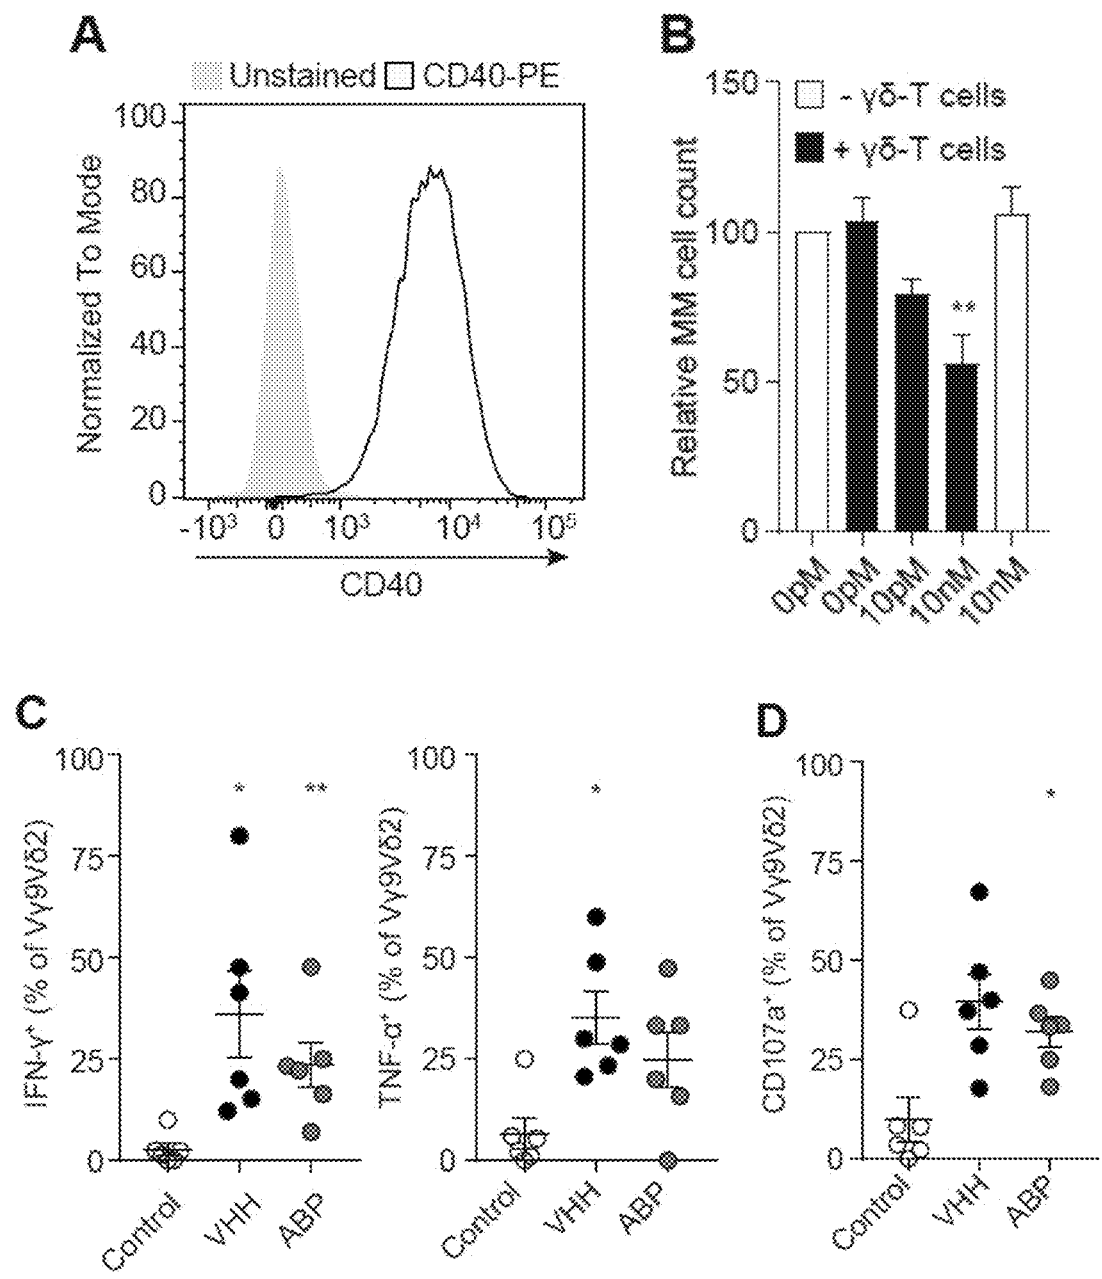 A
Unstained CD40-PE
Normalized To Mode
100
80
60
40
20
0
-10³ 0 10³ 10⁴ 10⁵
CD40
B
- γδ-T cells
+ γδ-T cells
Relative MM cell count
150
100
50
0
**
0pM 0pM 10pM 10nM 10nM
C
IFN-γ⁺ (% of Vγ9Vδ2)
100
75
50
25
0
* **
Control VHH ABP
TNF-α⁺ (% of Vγ9Vδ2)
100
75
50
25
0
*
Control VHH ABP
D
CD107a⁺ (% of Vγ9Vδ2)
100
75
50
25
0
*
Control VHH ABP